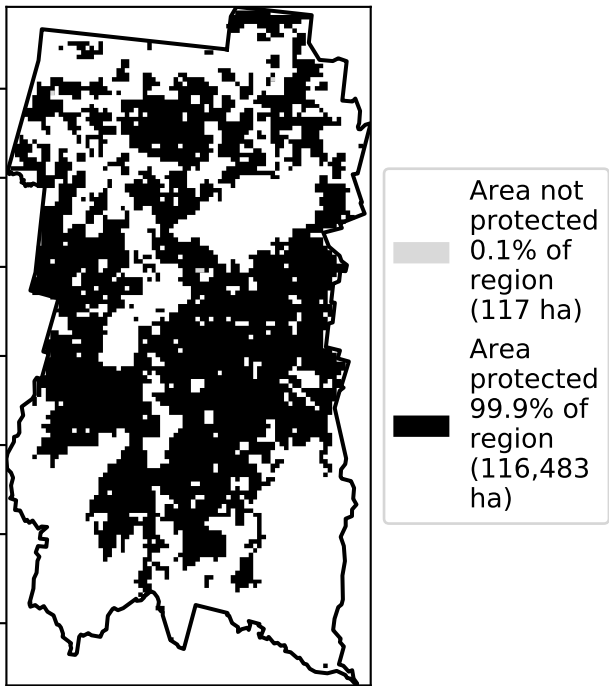 Area not
protected
0.1% of
region
(117 ha)
Area
protected
99.9% of
region
(116,483
ha)